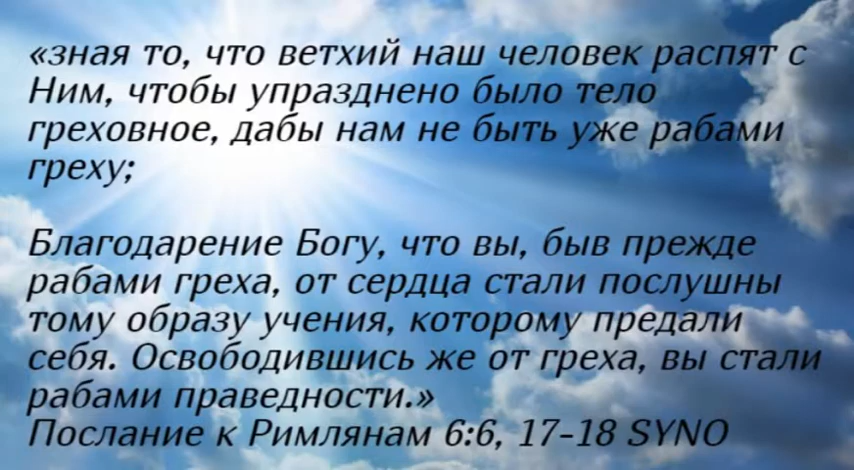 «зная то, что ветхий наш человек распят с
Ним, чтобы упразднено было тело
греховное, дабы нам не быть уже рабами
греху;
Благодарение Богу, что вы, быв прежде
рабами греха, от сердца стали послушны
тому образу учения, которому предали
себя. Освободившись же от греха, вы стали
рабами праведности.»
Послание к Римлянам 6:6, 17-18 SYNO